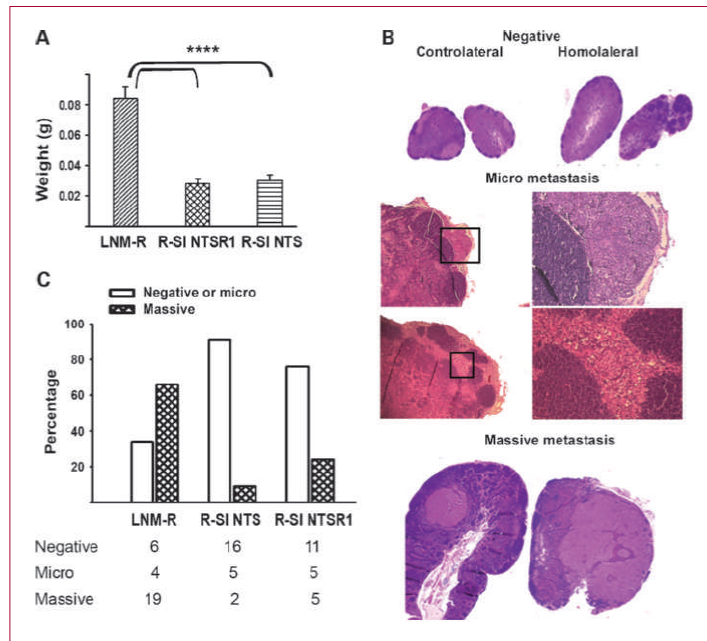 A
****
Weight (g)
0.08
0.06
0.04
0.02
LNM-R R-SI NTSR1 R-SI NTS
B
Negative
Controlateral Homolaleral
Micro metastasis
Massive metastasis
C
Negative or micro
Massive
Percentage
100
80
60
40
20
LNM-R R-SI NTS R-SI NTSR1
Negative 6 16 11
Micro 4 5 5
Massive 19 2 5